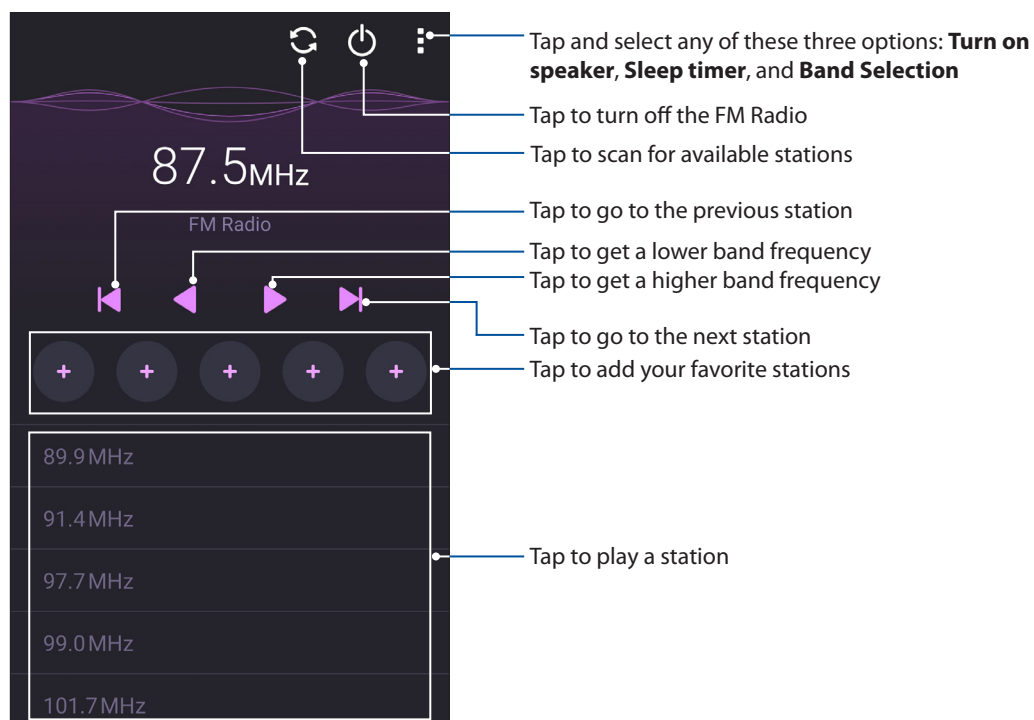 Tap and select any of these three options: Turn on
speaker, Sleep timer, and Band Selection
Tap to turn off the FM Radio
Tap to scan for available stations
87.5MHz
FM Radio
Tap to go to the previous station
Tap to get a lower band frequency
Tap to get a higher band frequency
Tap to go to the next station
Tap to add your favorite stations
89.9MHz
91.4MHz
97.7MHz
99.0MHz
101.7MHz
Tap to play a station